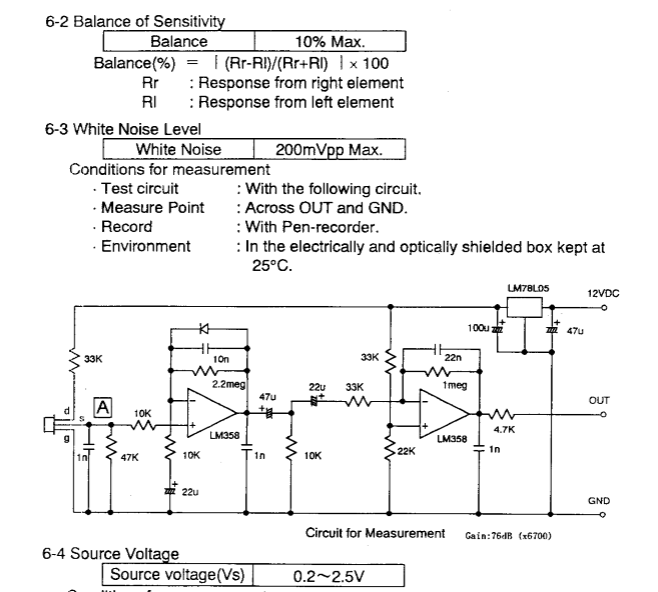 6-2 Balance of Sensitivity
Balance 10% Max.
Balance(%) = | (Rr-Rl)/(Rr+Rl) | × 100
Rr : Response from right element
Rl : Response from left element
6-3 White Noise Level
White Noise 200mVpp Max.
Conditions for measurement
· Test circuit : With the following circuit.
· Measure Point : Across OUT and GND.
· Record : With Pen-recorder.
· Environment : In the electrically and optically shielded box kept at
25°C.
LM78L05
12VDC
100u
47u
33K
10n
2.2meg
33K
22n
1meg
47u
22u
33K
OUT
d
s
g
A
10K
LM358
LM358
4.7K
1n
47K
10K
1n
10K
22K
1n
22u
GND
Circuit for Measurement Gain:76dB (x6700)
6-4 Source Voltage
Source voltage(Vs) 0.2~2.5V